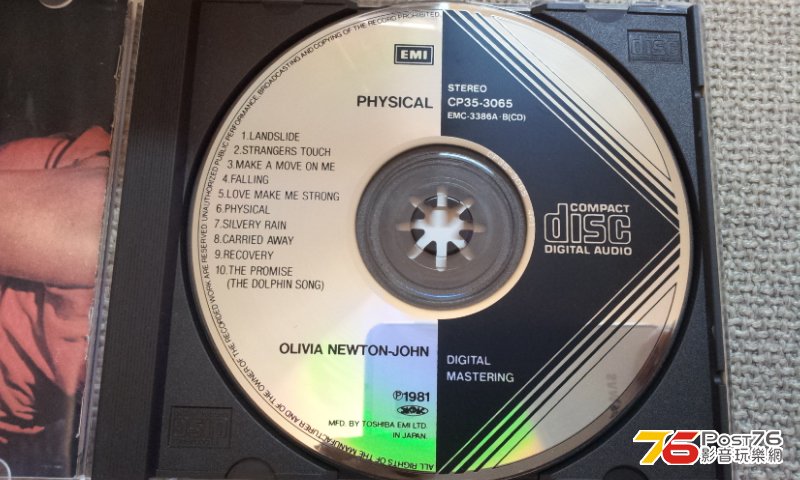 ALL RIGHTS OF THE MANUFACTURER AND OF THE OWNER OF THE RECORDED WORK ARE RESERVED. UNAUTHORIZED PUBLIC PERFORMANCE, BROADCASTING AND COPYING OF THE RECORD PROHIBITED.
EMI
PHYSICAL
STEREO
CP35-3065
EMC-3386A·B(CD)
1.LANDSLIDE
2.STRANGERS TOUCH
3.MAKE A MOVE ON ME
4.FALLING
5.LOVE MAKE ME STRONG
6.PHYSICAL
7.SILVERY RAIN
8.CARRIED AWAY
9.RECOVERY
10.THE PROMISE
(THE DOLPHIN SONG)
COMPACT
disc
DIGITAL AUDIO
OLIVIA NEWTON-JOHN
DIGITAL
MASTERING
Ⓟ1981
MFD. BY TOSHIBA EMI LTD.
IN JAPAN.
disc
76 Post76
影音玩樂網